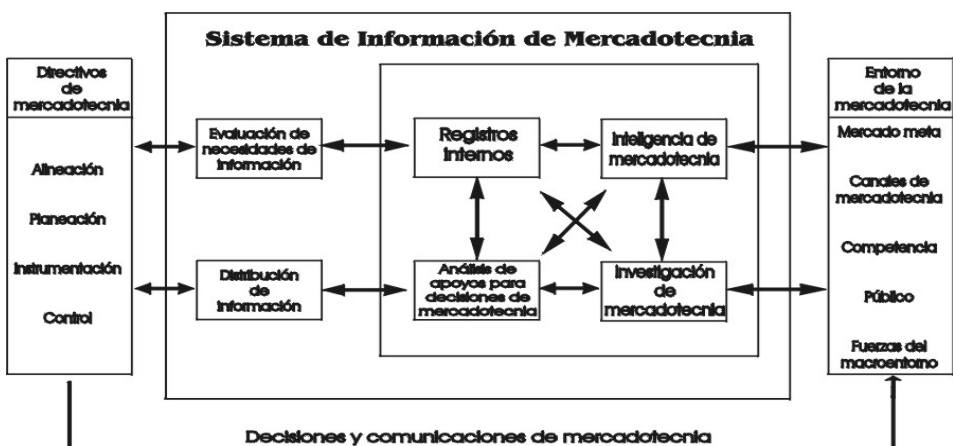 Sistema de Información de Mercadotecnia
Directivos
de
mercadotecnia
Alineación
Planeación
Instrumentación
Control
Evaluación de
necesidades de
información
Distribución
de
información
Registros
internos
Inteligencia de
mercadotecnia
Análisis de
apoyos para
decisiones de
mercadotecnia
Investigación
de
mercadotecnia
Entorno
de la
mercadotecnia
Mercado meta
Canales de
mercadotecnia
Competencia
Público
Fuerzas del
macroentorno
Decisiones y comunicaciones de mercadotecnia